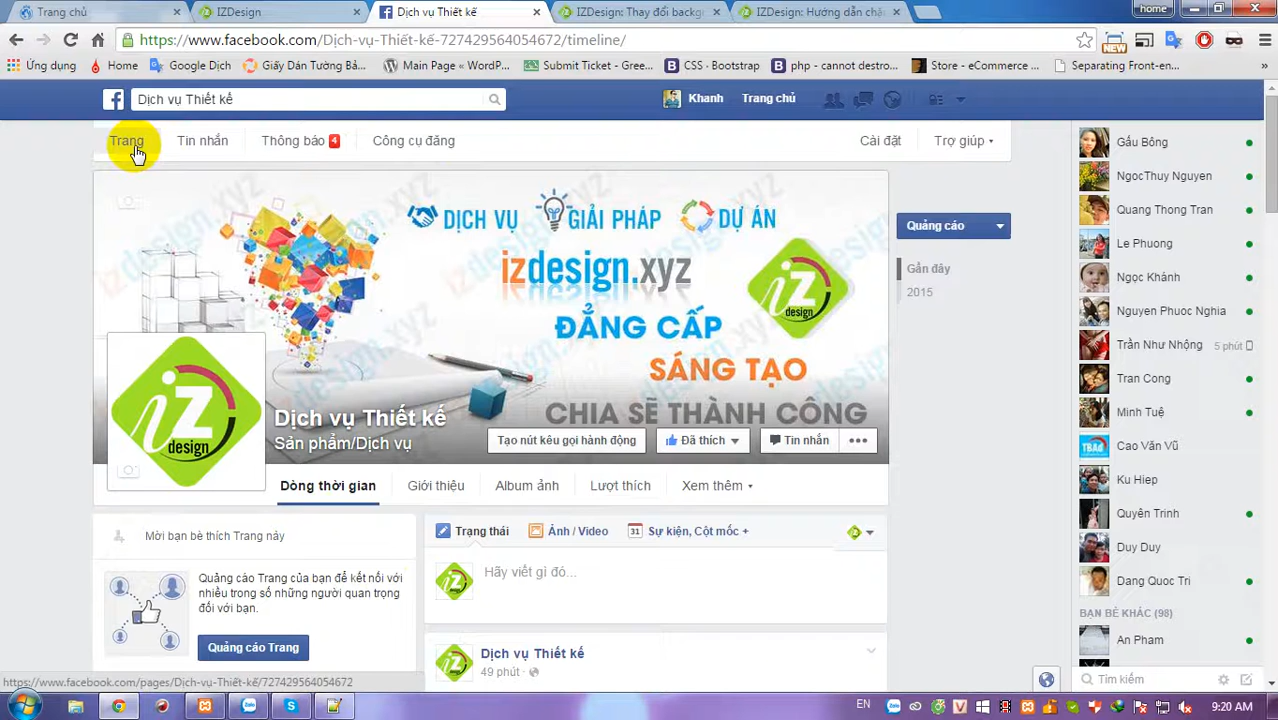 Trang chủ
IZDesign
Dịch vụ Thiết kế
IZDesign: Thay đổi backg
IZDesign: Hướng dẫn chá
home
https://www.facebook.com/Dịch-vụ-Thiết-kế-727429564054672/timeline/
NEW
Ứng dụng
Home
Google Dịch
Giấy Dán Tường Bắ...
Main Page « WordP...
Submit Ticket - Gree...
CSS · Bootstrap
php - cannot destro...
Store - eCommerce ...
Separating Front-en...
»
Dịch vụ Thiết kế
Khanh
Trang chủ
Trang
Tin nhắn
Thông báo 4
Công cụ đăng
Cài đặt
Trợ giúp
DỊCH VỤ
GIẢI PHÁP
DỰ ÁN
izdesign.xyz
ĐẲNG CẤP
SÁNG TẠO
CHIA SẼ THÀNH CÔNG
iz design
iz design
Dịch vụ Thiết kế
Sản phẩm/Dịch vụ
Tạo nút kêu gọi hành động
Đã thích
Tin nhắn
•••
Quảng cáo
Gần đây
2015
Dòng thời gian
Giới thiệu
Album ảnh
Lượt thích
Xem thêm
Mời bạn bè thích Trang này
Quảng cáo Trang của bạn để kết nối với
nhiều trong số những người quan trọng
đối với bạn.
Quảng cáo Trang
Trạng thái
Ảnh / Video
31
Sự kiện, Cột mốc +
Hãy viết gì đó...
Dịch vụ Thiết kế
49 phút ·
Gấu Bông
NgocThuy Nguyen
Quang Thong Tran
Le Phuong
Ngọc Khánh
Nguyen Phuoc Nghia
Trần Như Nhộng
5 phút
Tran Cong
Minh Tuệ
Cao Văn Vũ
Ku Hiep
Quyên Trinh
Duy Duy
Dang Quoc Tri
BẠN BÈ KHÁC (98)
An Pham
Tìm kiếm
https://www.facebook.com/pages/Dịch-vụ-Thiết-kế/727429564054672
EN
9:20 AM